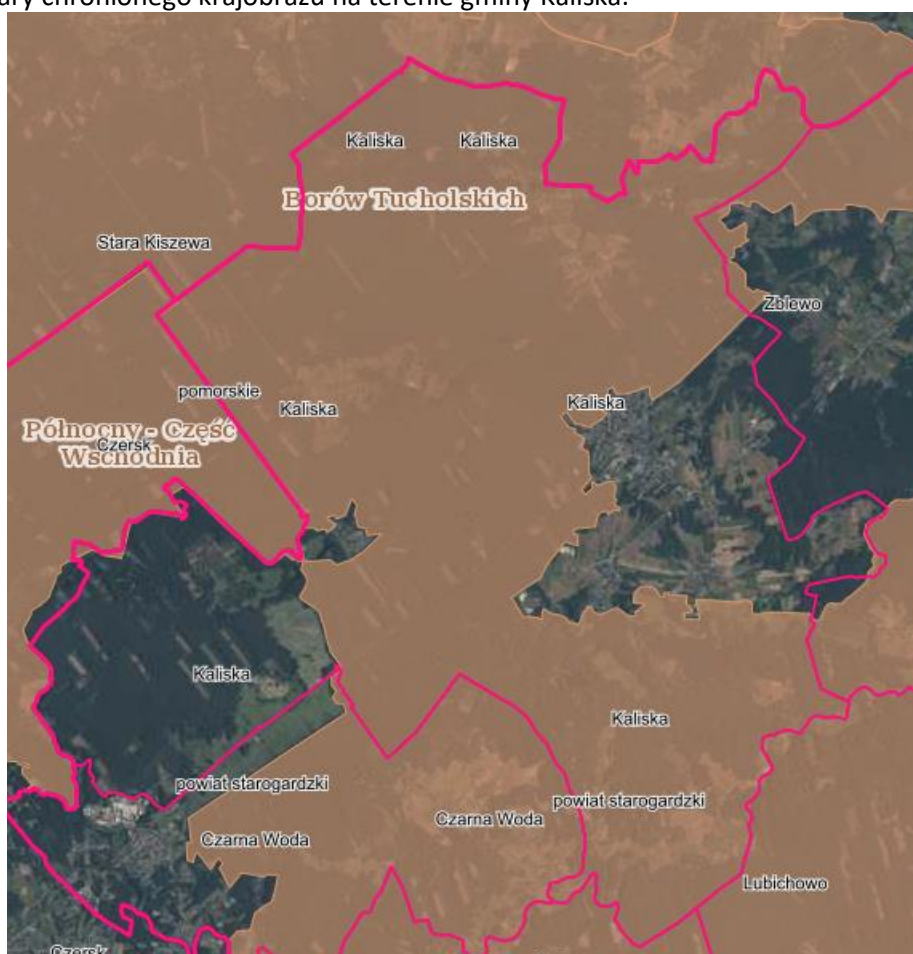 ary chronionego krajobrazu na terenie gminy Kaliska.
Kaliska
Kaliska
Borów Tucholskich
Stara Kiszewa
Zblewo
pomorskie
Kaliska
Kaliska
Północny - Część
Czersk
Wschodnia
Kaliska
Kaliska
powiat starogardzki
powiat starogardzki
Czarna Woda
Czarna Woda
Lubichowo
Czersk